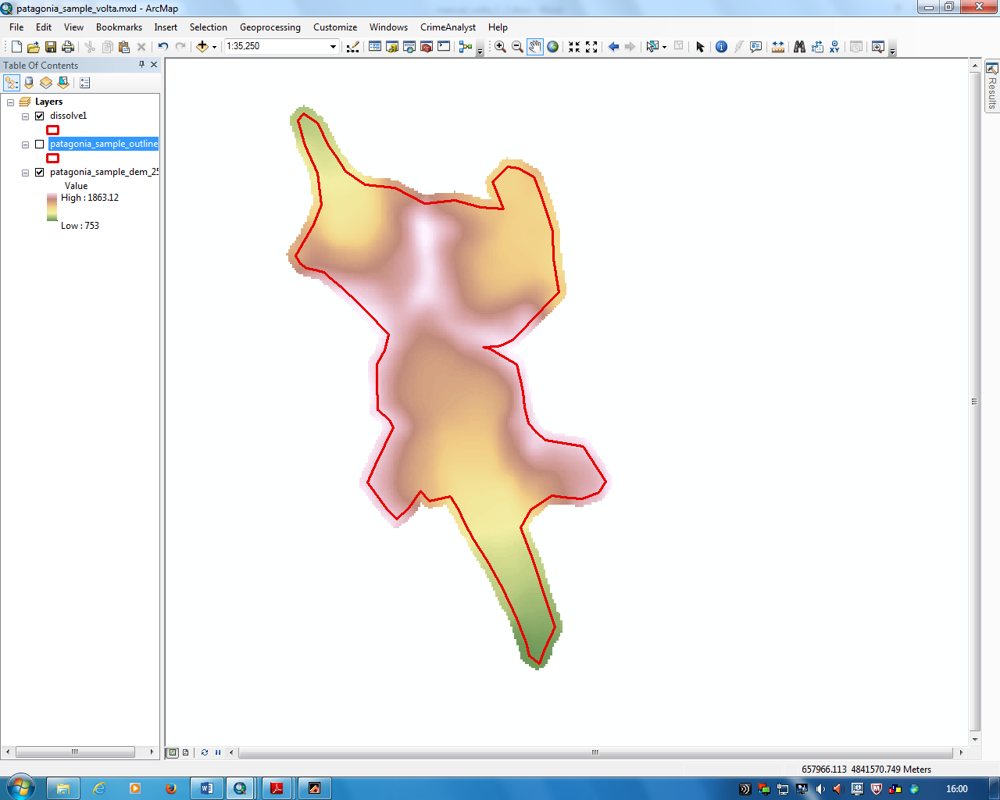 patagonia_sample_volta.mxd - ArcMap
File Edit View Bookmarks Insert Selection Geoprocessing Customize Windows CrimeAnalyst Help
1:35,250
Table Of Contents
Layers
dissolve1
patagonia_sample_outline
patagonia_sample_dem_25
Value
High : 1863.12
Low : 753
Results
657966.113 4841570.749 Meters
16:00